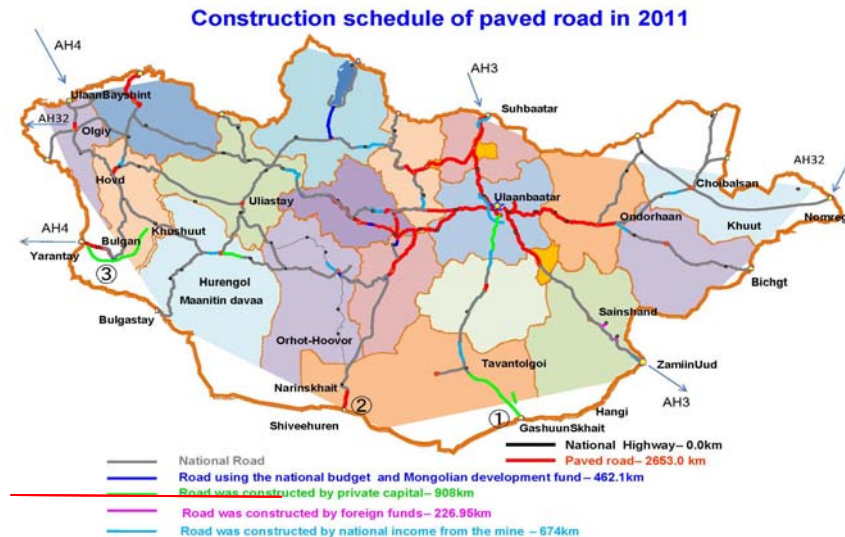 Construction schedule of paved road in 2011
AH4
AH3
UlaanBayshint
Suhbaatar
AH32
Olgiy
AH32
Choibalsan
Hovd
Uliastay
Ulaanbaatar
Ondorhaan
Nomreg
AH4
Khuut
Bulgan
Khushuut
Yarantay
③
Hurengol
Bichgt
Maanitin davaa
Sainshand
Bulgastay
Orhot-Hoovor
Tavantolgoi
ZamiinUud
Narinskhait
AH3
②
Hangi
Shiveehuren
①
GashuunSkhait
National Highway– 0.0km
National Road
Paved road– 2653.0 km
Road using the national budget and Mongolian development fund– 462.1km
Road was constructed by private capital– 908km
Road was constructed by foreign funds– 226.95km
Road was constructed by national income from the mine – 674km